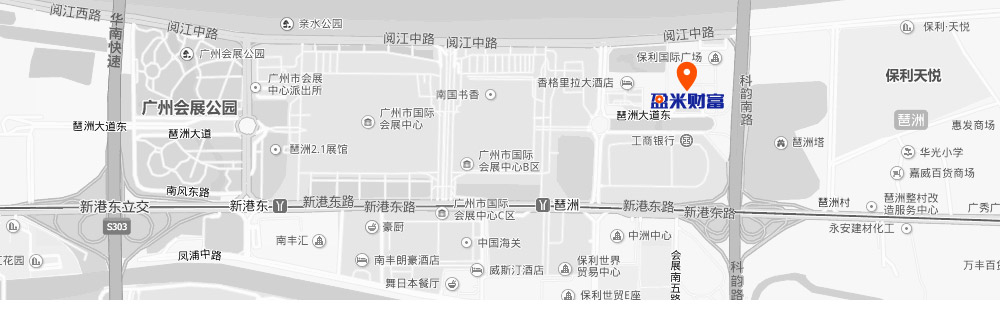 阅江西路
华南快速
阅江中路
亲水公园
阅江中路
阅江中路
阅江中路
保利·天悦
广州会展公园
保利国际广场
广州市会展
中心派出所
南国书香
香格里拉大酒店
科韵南路
保利天悦
广州会展公园
盈米财富
广州市国际
会展中心
琶洲大道东
琶洲大道东
琶洲大道
琶洲
惠发商场
琶洲2.1展馆
工商银行
琶洲塔
华光小学
广州市国际
会展中心B区
嘉威百货商场
南风东路
新港东立交
新港东
新港东路
新港东路
广州市国际
会展中心C区
琶洲
新港东路
新港东路
琶洲村
琶洲整村改
造服务中心
广秀广
S303
豪厨
永安建材化工
南丰汇
中国海关
中洲中心
凤浦中路
会展南五路
科韵路
红花园
南丰朗豪酒店
威斯汀酒店
保利世界
贸易中心
万丰百货
舞日本餐厅
保利世贸E座